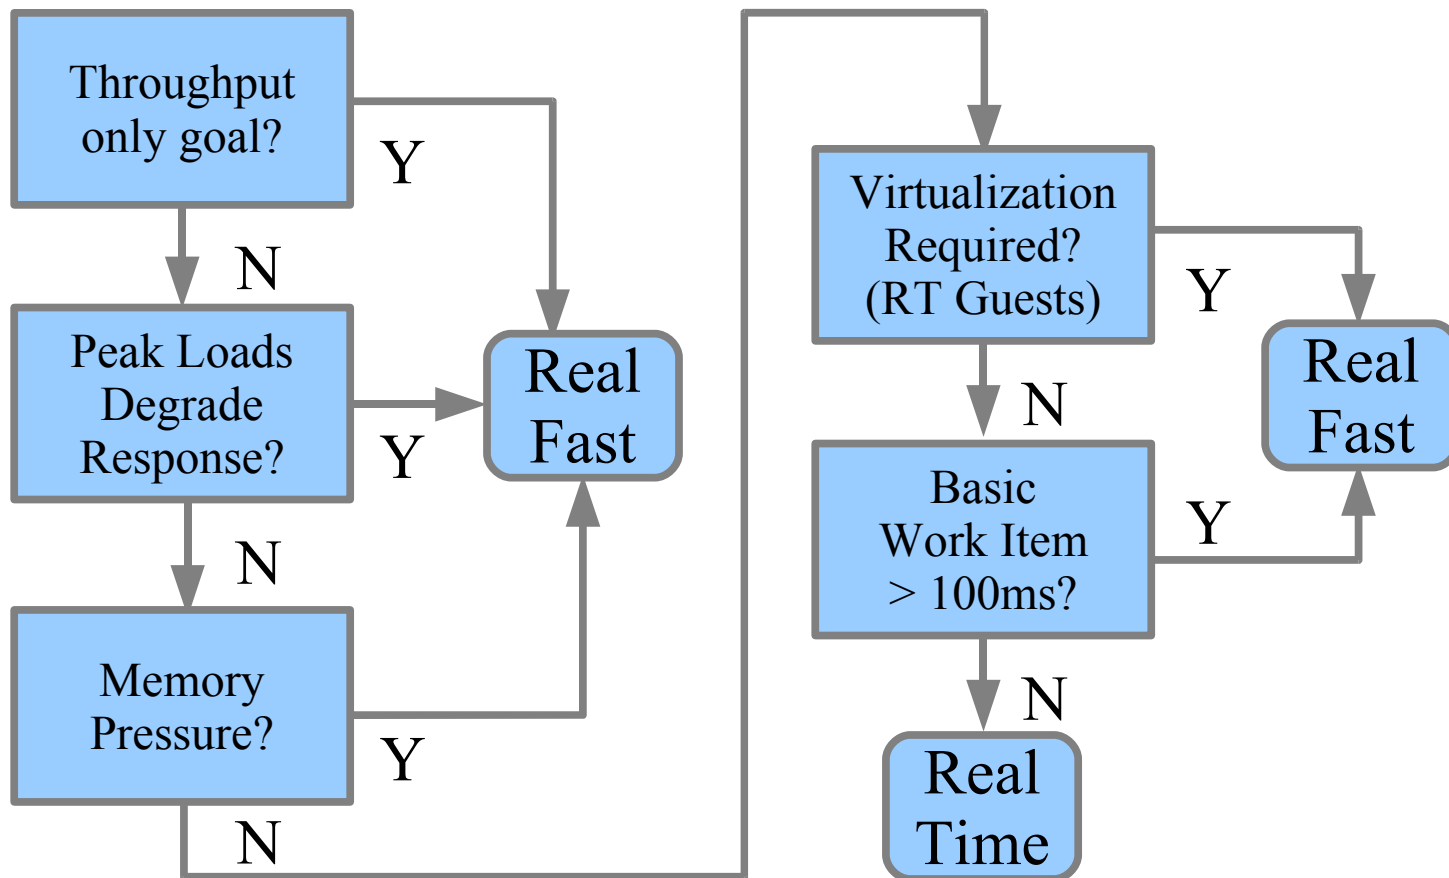 Throughput
only goal?
Y
N
Peak Loads
Degrade
Response?
Y
N
Memory
Pressure?
Y
N
Real
Fast
Virtualization
Required?
(RT Guests)
Y
N
Basic
Work Item
> 100ms?
Y
N
Real
Fast
Real
Time